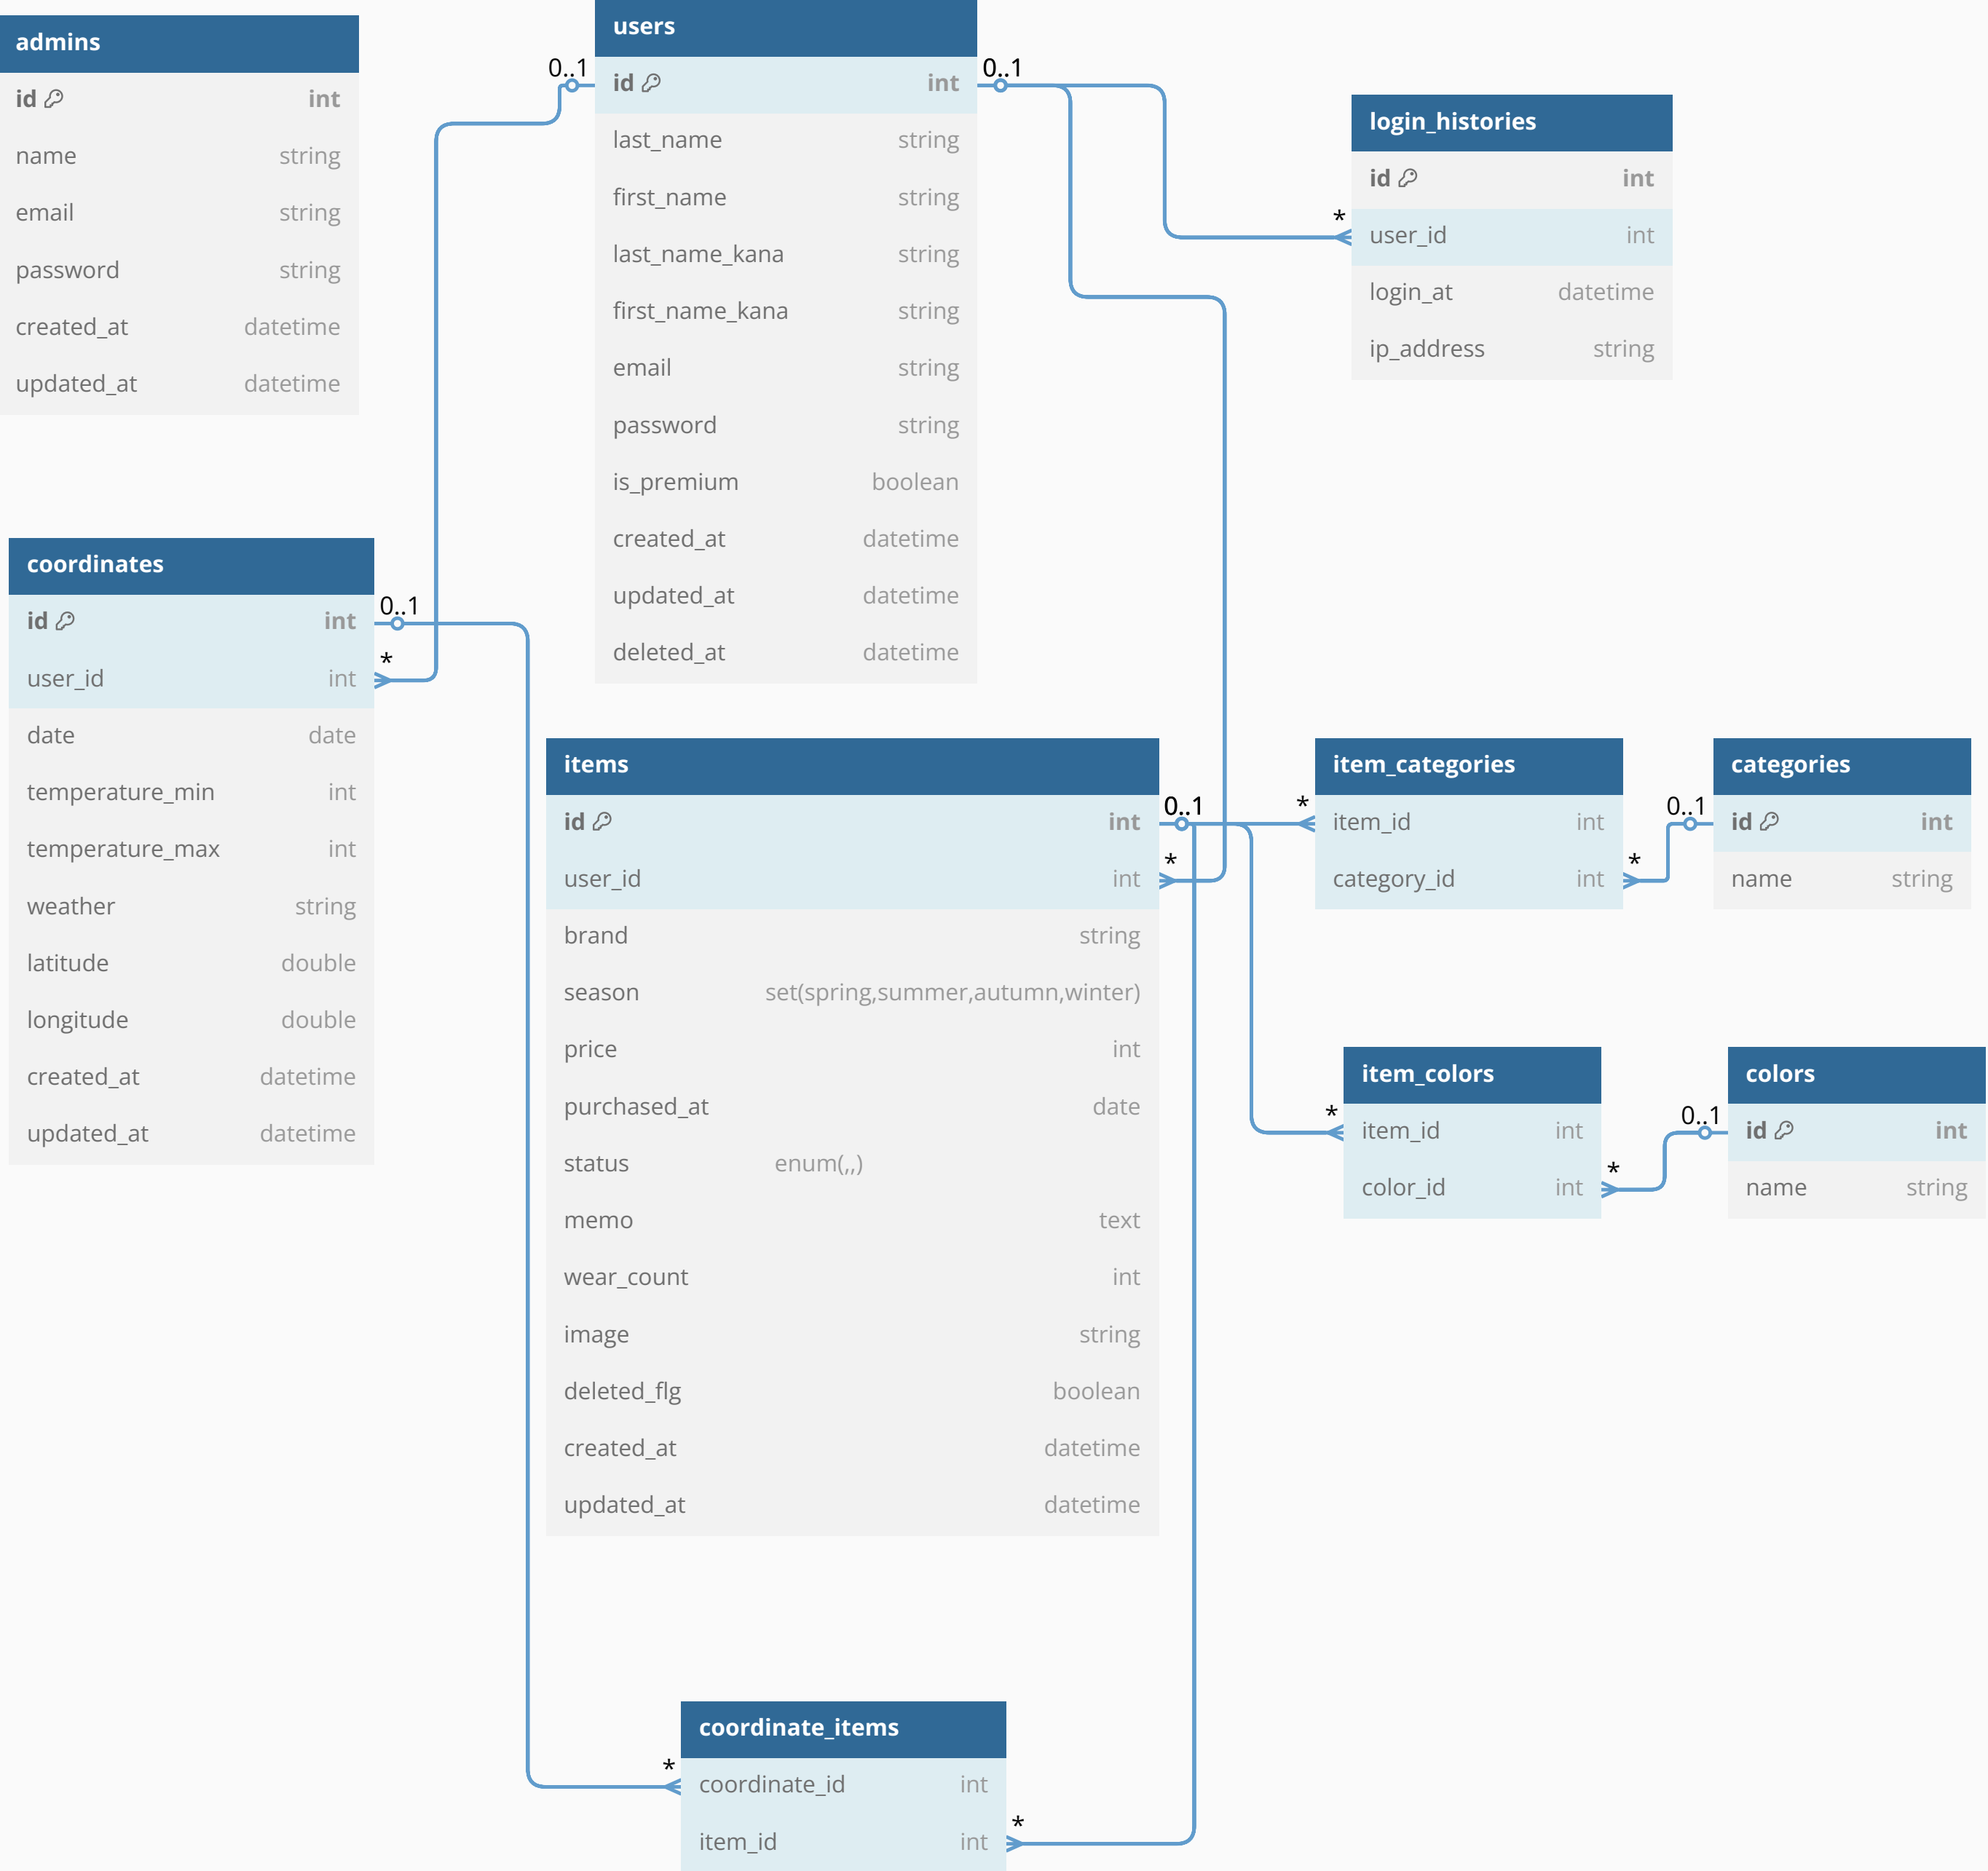 admins
id int
name string
email string
password string
created_at datetime
updated_at datetime
users
0..1 id int 0..1
last_name string
first_name string
last_name_kana string
first_name_kana string
email string
password string
is_premium boolean
created_at datetime
updated_at datetime
deleted_at datetime
login_histories
id int
* user_id int
login_at datetime
ip_address string
coordinates
id int 0..1
user_id int *
date date
temperature_min int
temperature_max int
weather string
latitude double
longitude double
created_at datetime
updated_at datetime
items
id int 0..1
user_id int *
brand string
season set(spring,summer,autumn,winter)
price int
purchased_at date
status enum(,,)
memo text
wear_count int
image string
deleted_flg boolean
created_at datetime
updated_at datetime
item_categories
* item_id int
category_id int *
categories
0..1 id int
name string
item_colors
* item_id int
color_id int *
colors
0..1 id int
name string
coordinate_items
* coordinate_id int
item_id int *